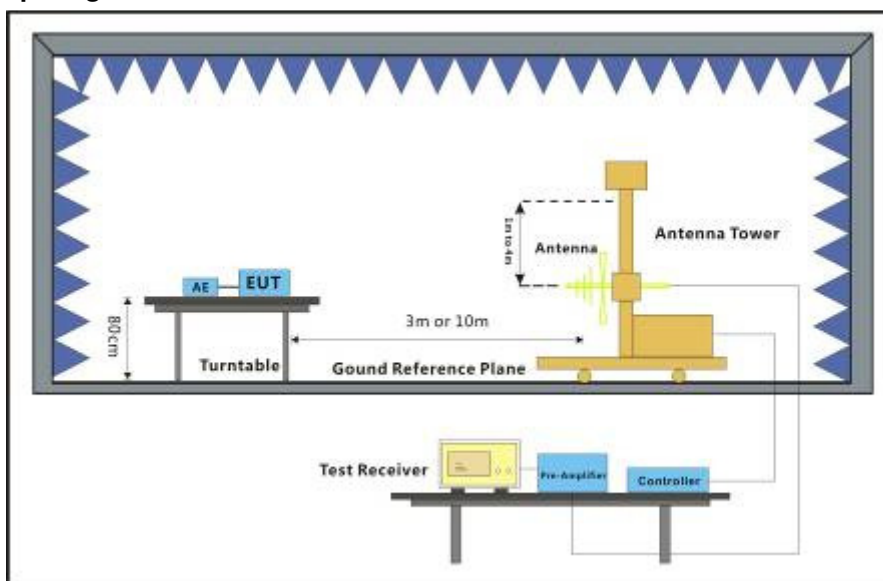 1m to 4m
Antenna
Antenna Tower
AE
EUT
80cm
3m or 10m
Turntable
Gound Reference Plane
Test Receiver
Pre-Amplifier
Controller